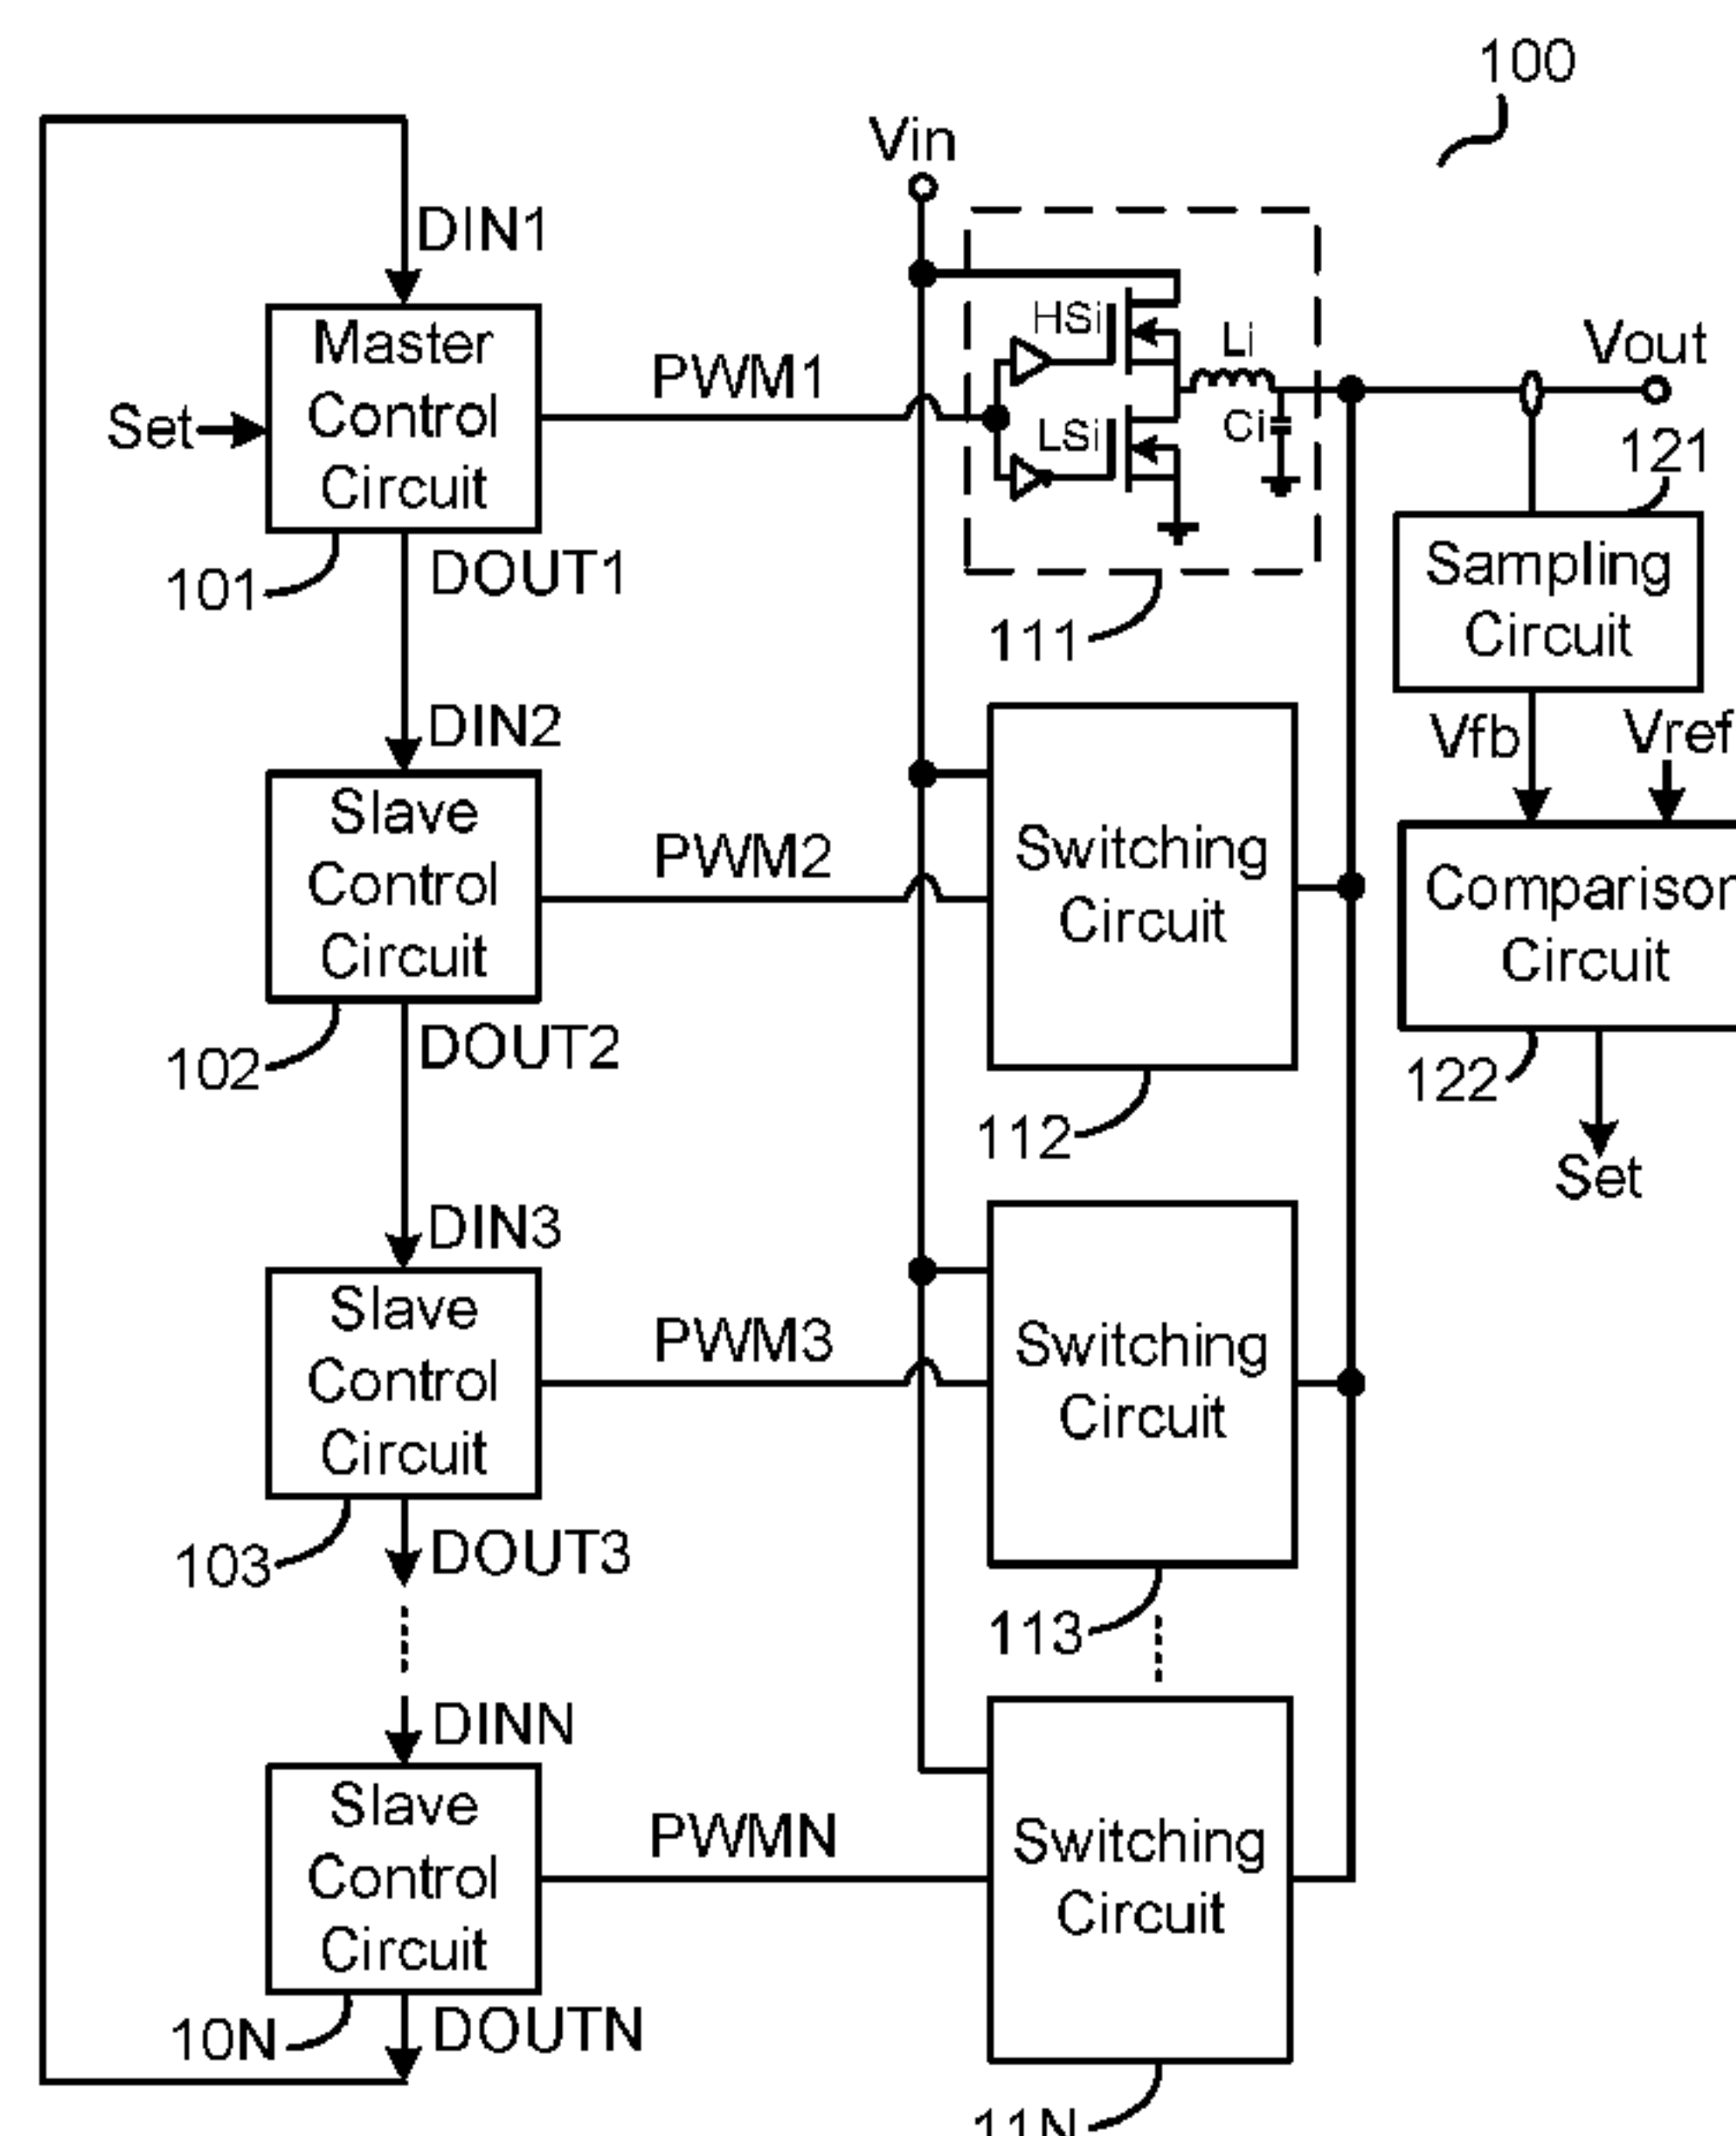 100
Vin
DIN1
Master
Control
Circuit
Set
PWM1
HSi
LSi
Li
Ci
Vout
121
101
DOUT1
111
Sampling
Circuit
DIN2
Vfb
Vref
Slave
Control
Circuit
PWM2
Switching
Circuit
Comparison
Circuit
102
DOUT2
112
122
Set
DIN3
Slave
Control
Circuit
PWM3
Switching
Circuit
103
DOUT3
113
DINN
Slave
Control
Circuit
PWMN
Switching
Circuit
10N
DOUTN
11N